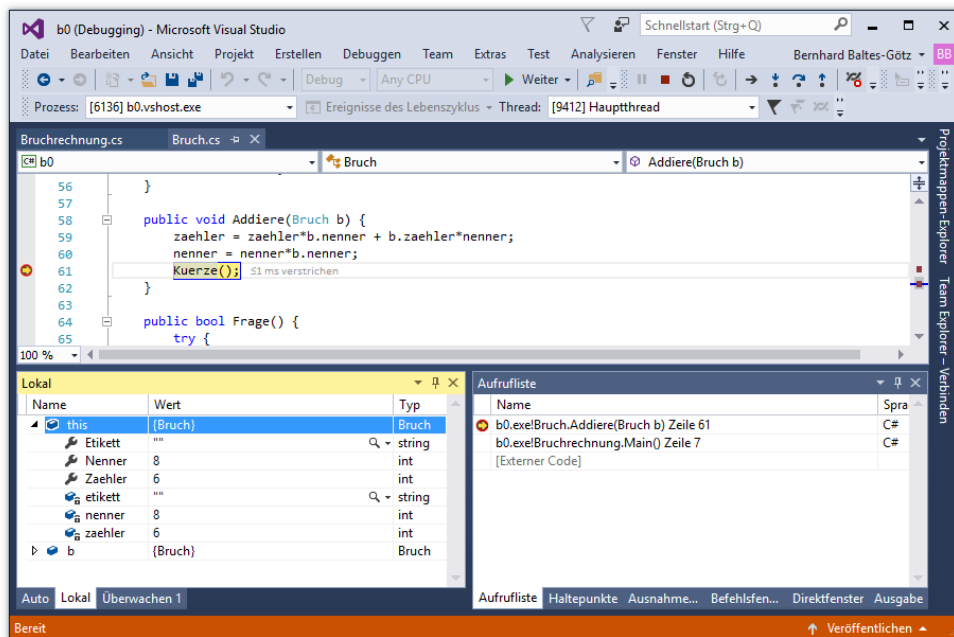 b0 (Debugging) - Microsoft Visual Studio Schnellstart (Strg+Q)
Datei Bearbeiten Ansicht Projekt Erstellen Debuggen Team Extras Test Analysieren Fenster Hilfe Bernhard Baltes-Götz BB
Debug Any CPU Weiter
Prozess: [6136] b0.vshost.exe Ereignisse des Lebenszyklus Thread: [9412] Hauptthread
Bruchrechnung.cs Bruch.cs
C# b0 Bruch Addiere(Bruch b)
56 }
57
58 public void Addiere(Bruch b) {
59 zaehler = zaehler*b.nenner + b.zaehler*nenner;
60 nenner = nenner*b.nenner;
61 Kuerze(); ≤1 ms verstrichen
62 }
63
64 public bool Frage() {
65 try {
100 %
Projektmappen-Explorer
Team Explorer – Verbinden
Lokal
Name Wert Typ
this {Bruch} Bruch
Etikett "" string
Nenner 8 int
Zaehler 6 int
etikett "" string
nenner 8 int
zaehler 6 int
b {Bruch} Bruch
Auto Lokal Überwachen 1
Aufrufliste
Name Spra
b0.exe!Bruch.Addiere(Bruch b) Zeile 61 C#
b0.exe!Bruchrechnung.Main() Zeile 7 C#
[Externer Code]
Aufrufliste Haltepunkte Ausnahme... Befehlsfen... Direktfenster Ausgabe
Bereit Veröffentlichen